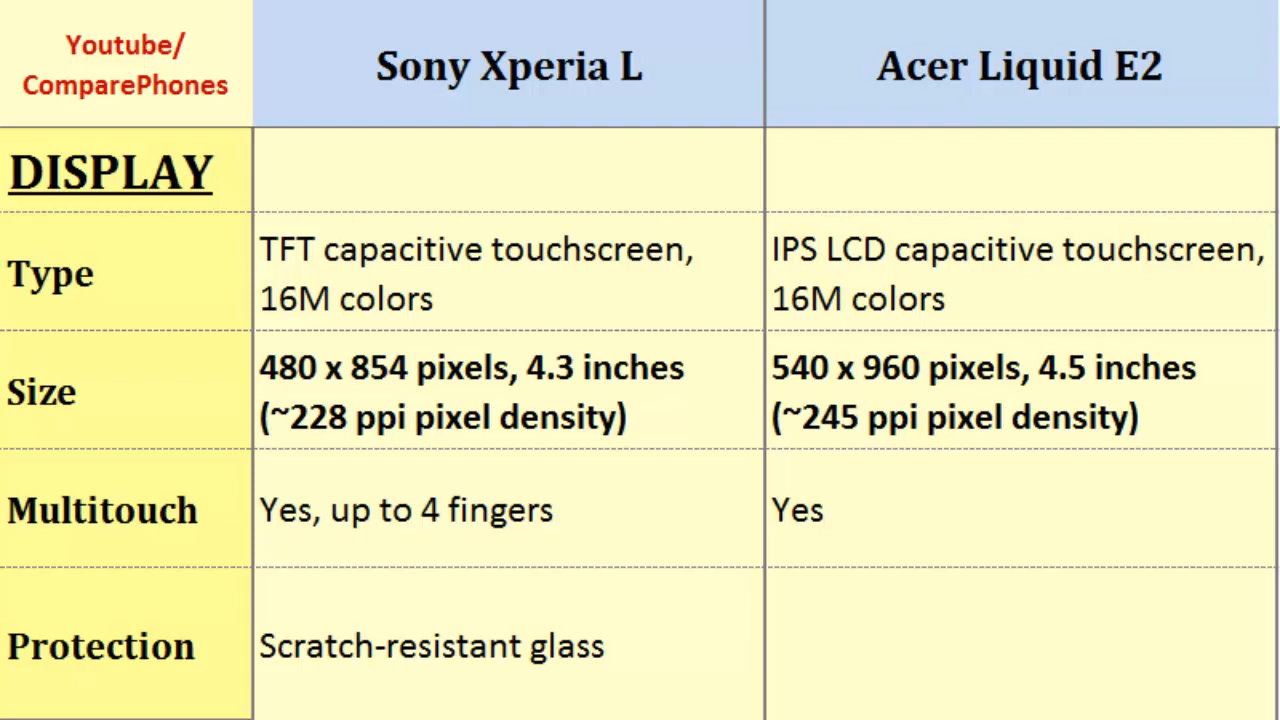 Youtube/
ComparePhones
Sony Xperia L
Acer Liquid E2
DISPLAY
Type
TFT capacitive touchscreen,
16M colors
IPS LCD capacitive touchscreen,
16M colors
Size
480 x 854 pixels, 4.3 inches
(~228 ppi pixel density)
540 x 960 pixels, 4.5 inches
(~245 ppi pixel density)
Multitouch
Yes, up to 4 fingers
Yes
Protection
Scratch-resistant glass